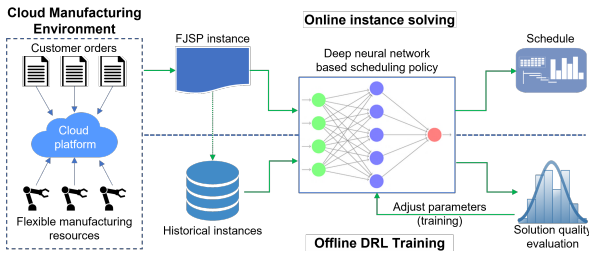 Cloud Manufacturing
Environment
Customer orders
Cloud
platform
Flexible manufacturing
resources
FJSP instance
Historical instances
Online instance solving
Deep neural network
based scheduling policy
Schedule
Adjust parameters
(training)
Solution quality
evaluation
Offline DRL Training